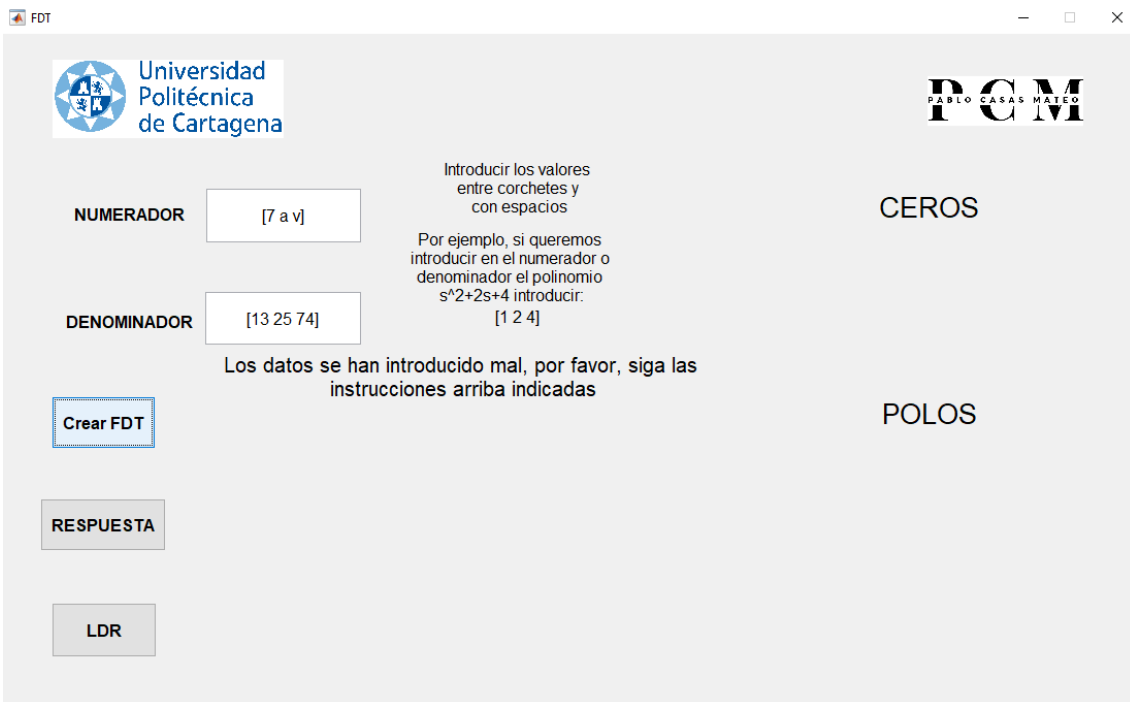 FDT
Universidad
Politécnica
de Cartagena
PCM
PABLO CASAS MATEO
Introducir los valores
entre corchetes y
con espacios
NUMERADOR
[7 a v]
CEROS
Por ejemplo, si queremos
introducir en el numerador o
denominador el polinomio
s^2+2s+4 introducir:
[1 2 4]
DENOMINADOR
[13 25 74]
Los datos se han introducido mal, por favor, siga las
instrucciones arriba indicadas
Crear FDT
POLOS
RESPUESTA
LDR